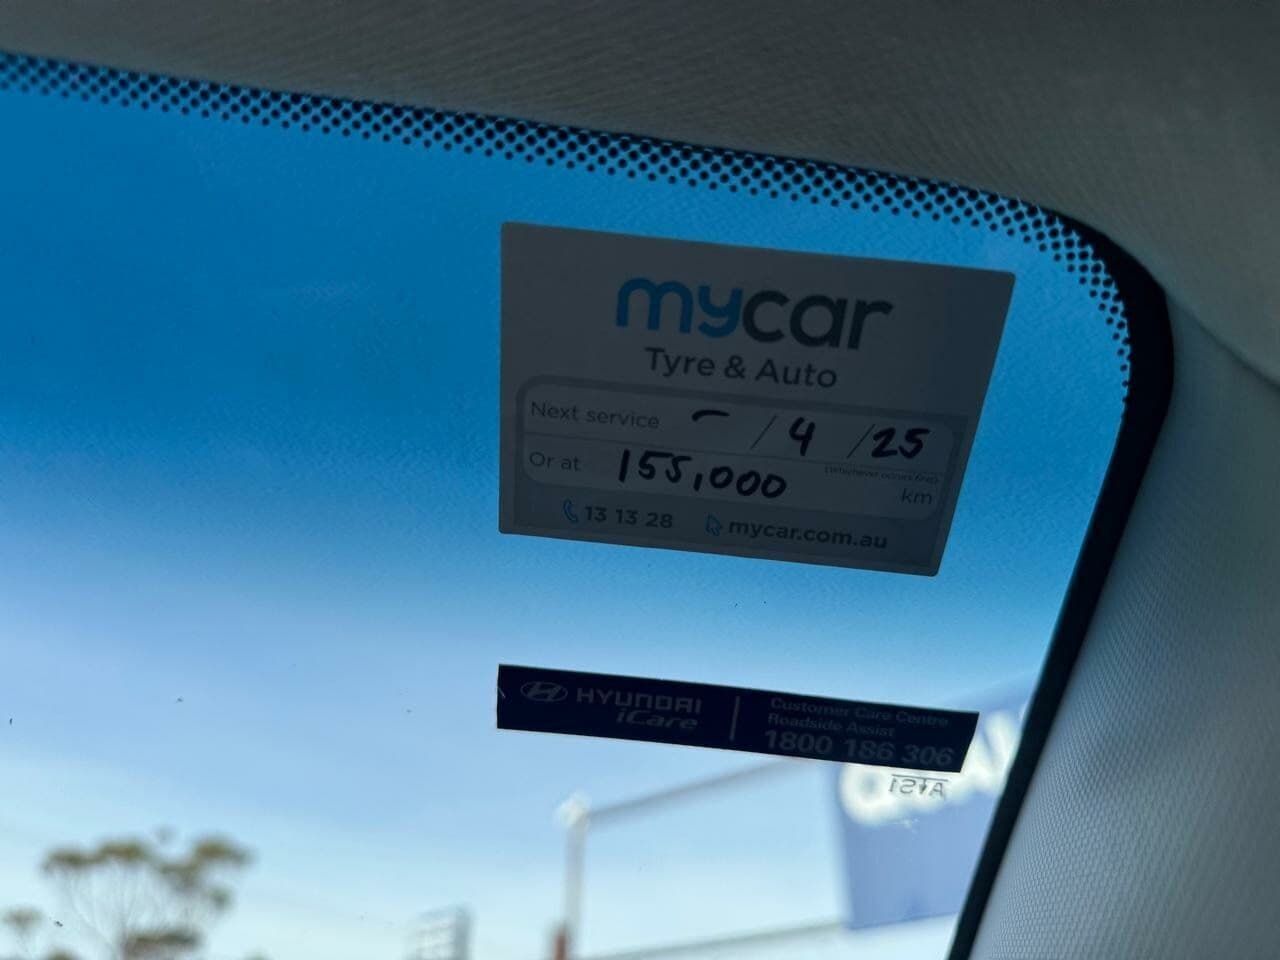 mycar
Tyre & Auto
Next service – / 4 / 25
(Whichever occurs first)
Or at 155,000 km
13 13 28 mycar.com.au
HYUNDAI
iCare
Customer Care Centre
Roadside Assist
1800 186 306